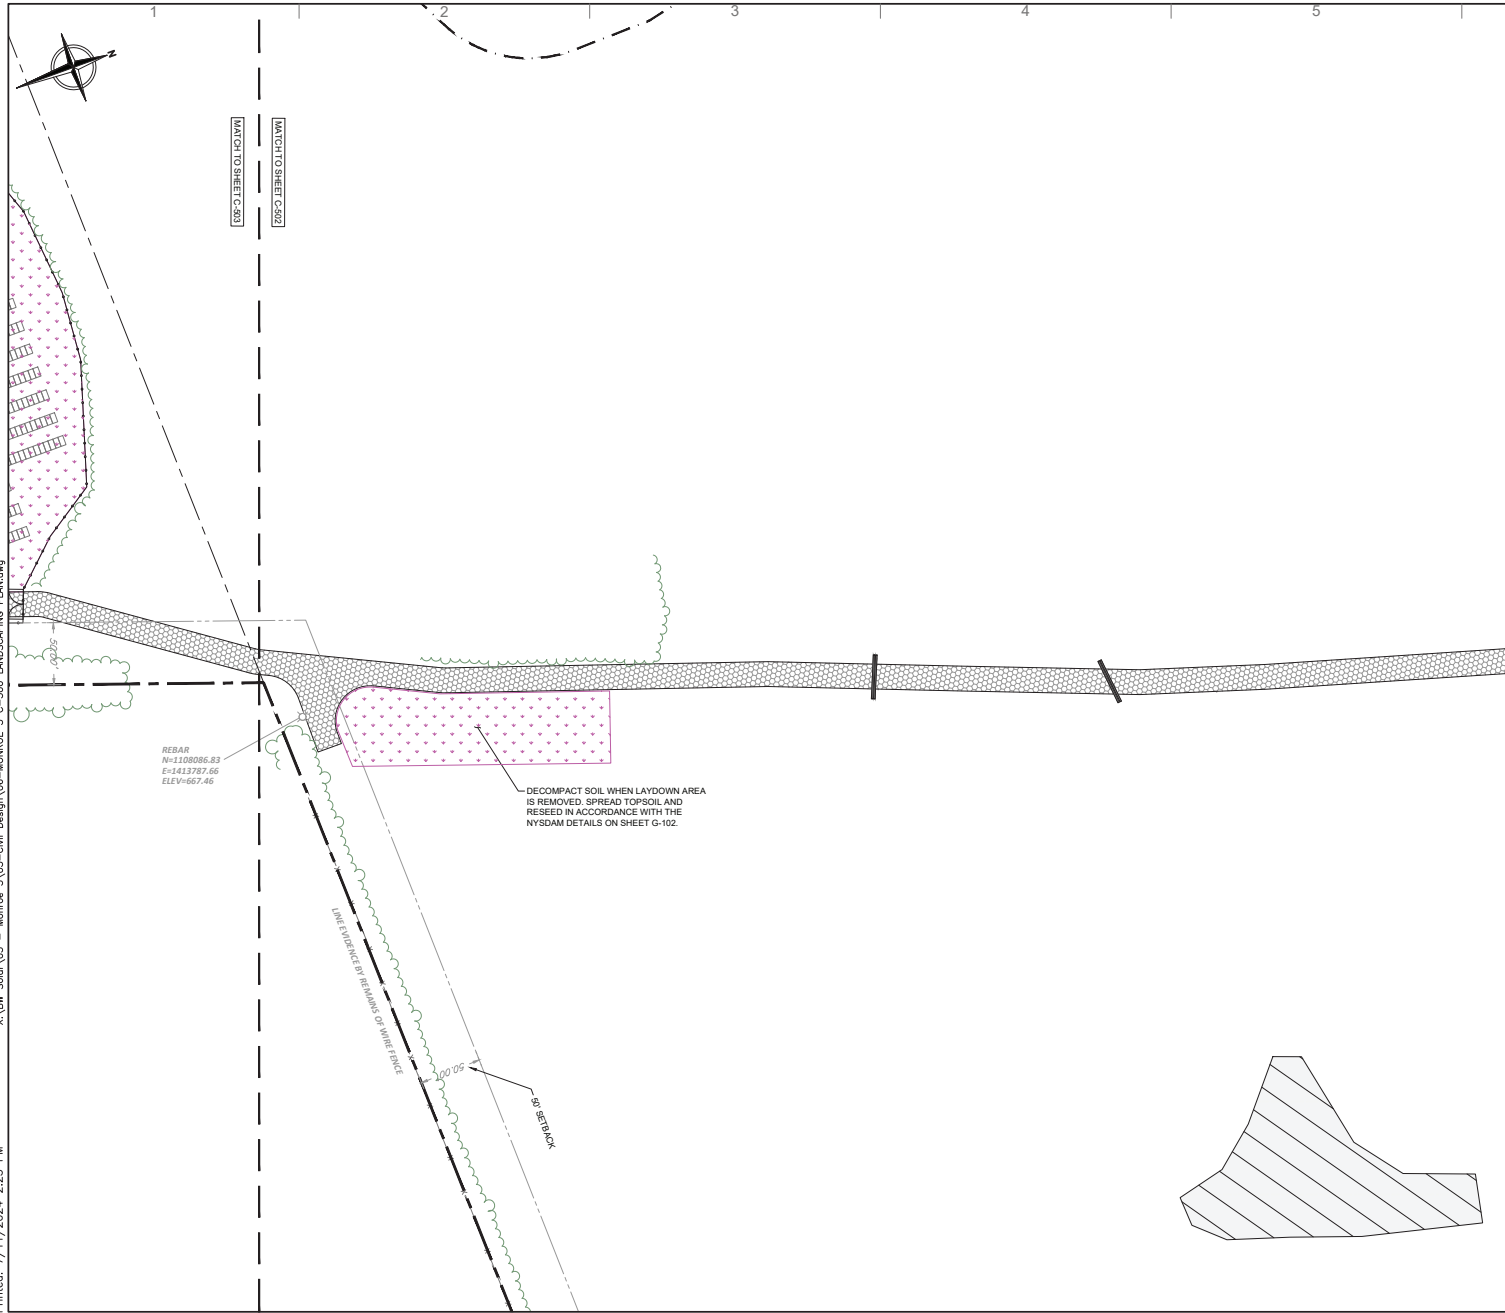 1
2
3
4
5
N
MATCH TO SHEET C-503
MATCH TO SHEET C-502
50.00'
REBAR
N=1108086.83
E=1413787.66
ELEV=667.46
DECOMPACT SOIL WHEN LAYDOWN AREA
IS REMOVED. SPREAD TOPSOIL AND
RESEED IN ACCORDANCE WITH THE
NYSDAM DETAILS ON SHEET G-102.
LINE EVIDENCE BY REMAINS OF WIRE FENCE
50.00
50' SETBACK